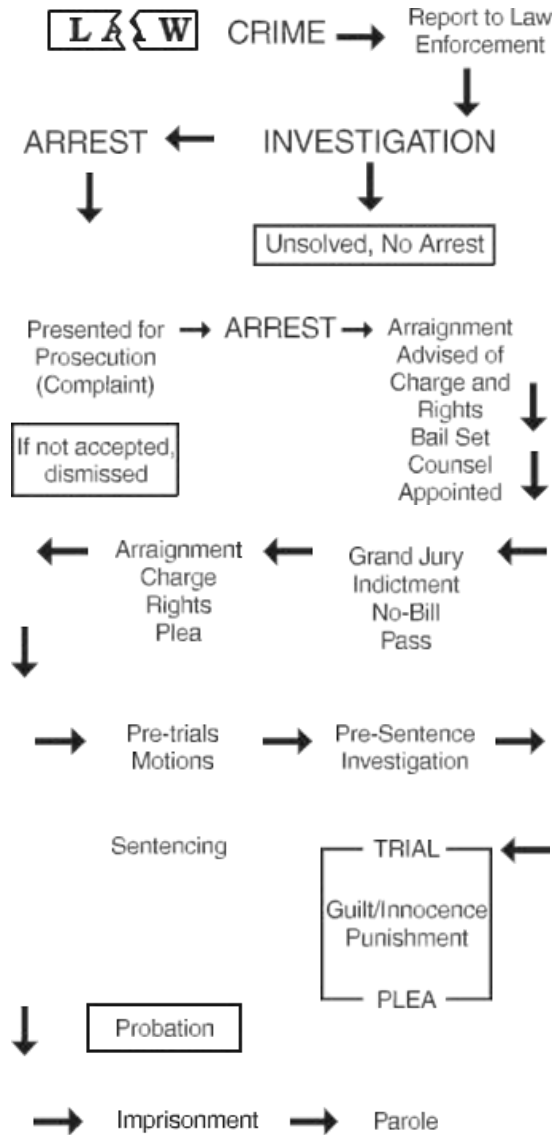 LAW
CRIME
Report to Law
Enforcement
ARREST
INVESTIGATION
Unsolved, No Arrest
Presented for
Prosecution
(Complaint)
ARREST
Arraignment
Advised of
Charge and
Rights
Bail Set
Counsel
Appointed
If not accepted,
dismissed
Arraignment
Charge
Rights
Plea
Grand Jury
Indictment
No-Bill
Pass
Pre-trials
Motions
Pre-Sentence
Investigation
Sentencing
TRIAL
Guilt/Innocence
Punishment
PLEA
Probation
Imprisonment
Parole